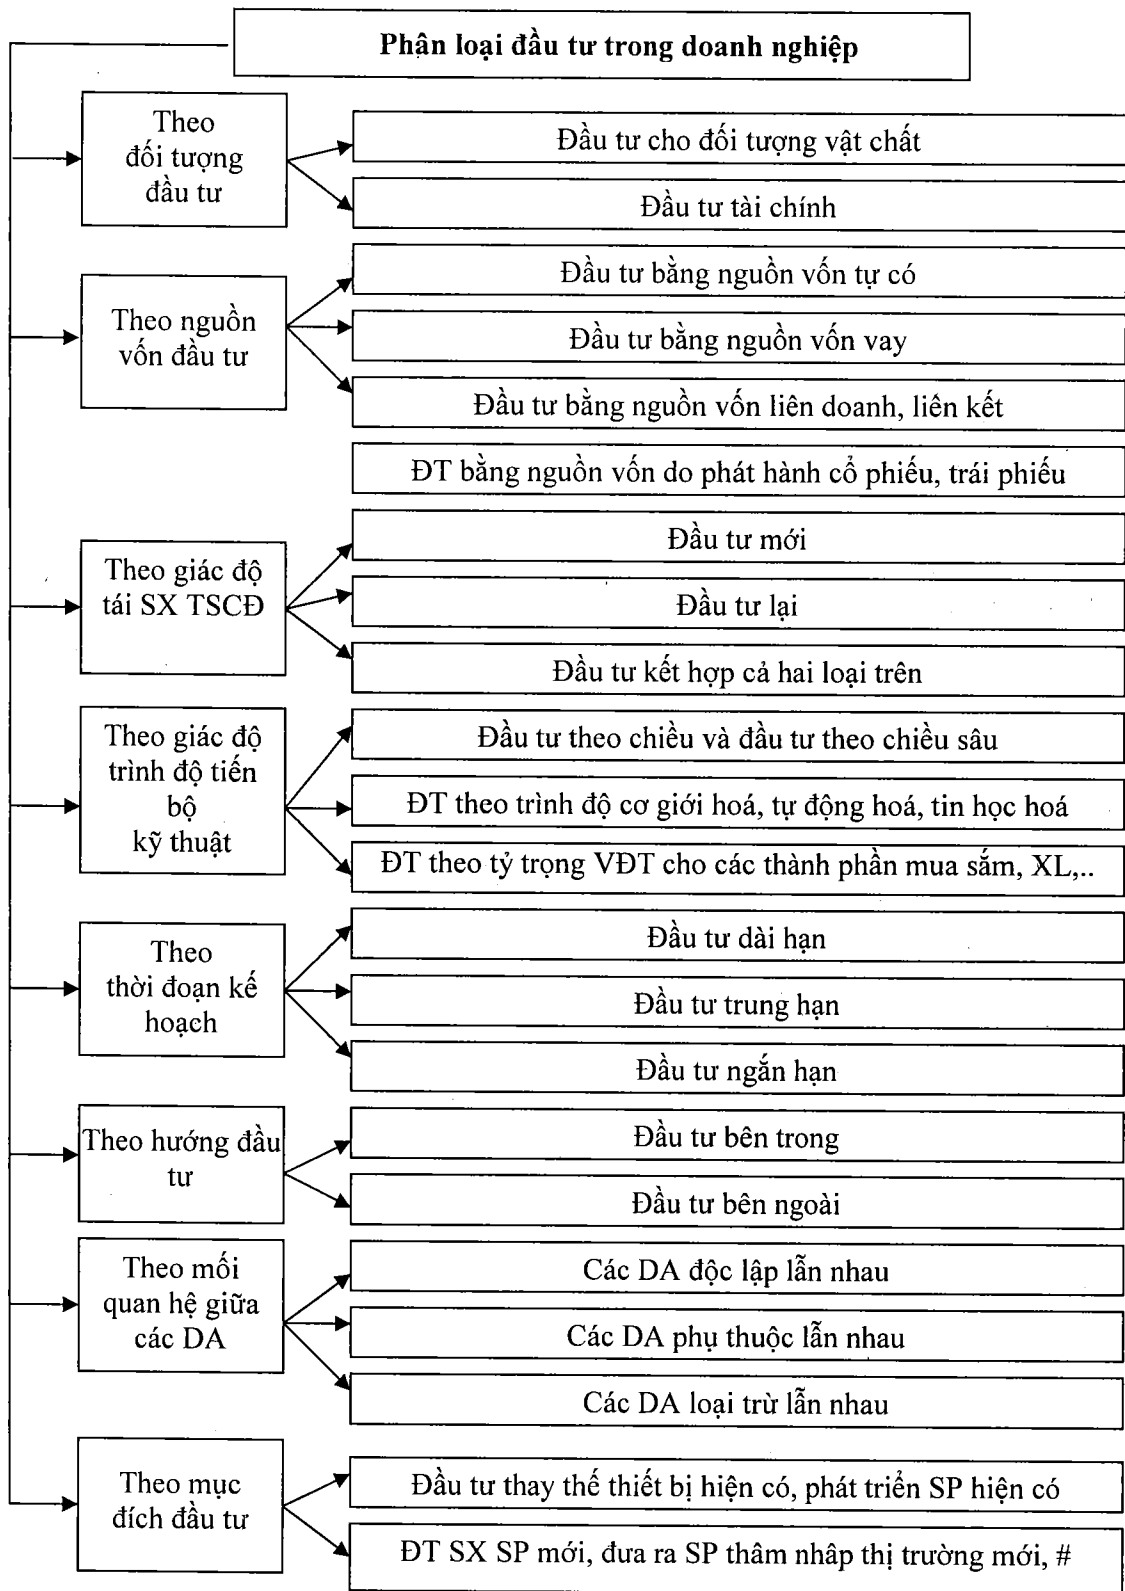 Phận loại đầu tư trong doanh nghiệp
Theo
đối tượng
đầu tư
Đầu tư cho đối tượng vật chất
Đầu tư tài chính
Theo nguồn
vốn đầu tư
Đầu tư bằng nguồn vốn tự có
Đầu tư bằng nguồn vốn vay
Đầu tư bằng nguồn vốn liên doanh, liên kết
ĐT bằng nguồn vốn do phát hành cổ phiếu, trái phiếu
Theo giác độ
tái SX TSCĐ
Đầu tư mới
Đầu tư lại
Đầu tư kết hợp cả hai loại trên
Theo giác độ
trình độ tiến
bộ
kỹ thuật
Đầu tư theo chiều và đầu tư theo chiều sâu
ĐT theo trình độ cơ giới hoá, tự động hoá, tin học hoá
ĐT theo tỷ trọng VĐT cho các thành phần mua sắm, XL,..
Theo
thời đoạn kế
hoạch
Đầu tư dài hạn
Đầu tư trung hạn
Đầu tư ngắn hạn
Theo hướng đầu
tư
Đầu tư bên trong
Đầu tư bên ngoài
Theo mối
quan hệ giữa
các DA
Các DA độc lập lẫn nhau
Các DA phụ thuộc lẫn nhau
Các DA loại trừ lẫn nhau
Theo mục
đích đầu tư
Đầu tư thay thế thiết bị hiện có, phát triển SP hiện có
ĐT SX SP mới, đưa ra SP thâm nhâp thị trường mới, #